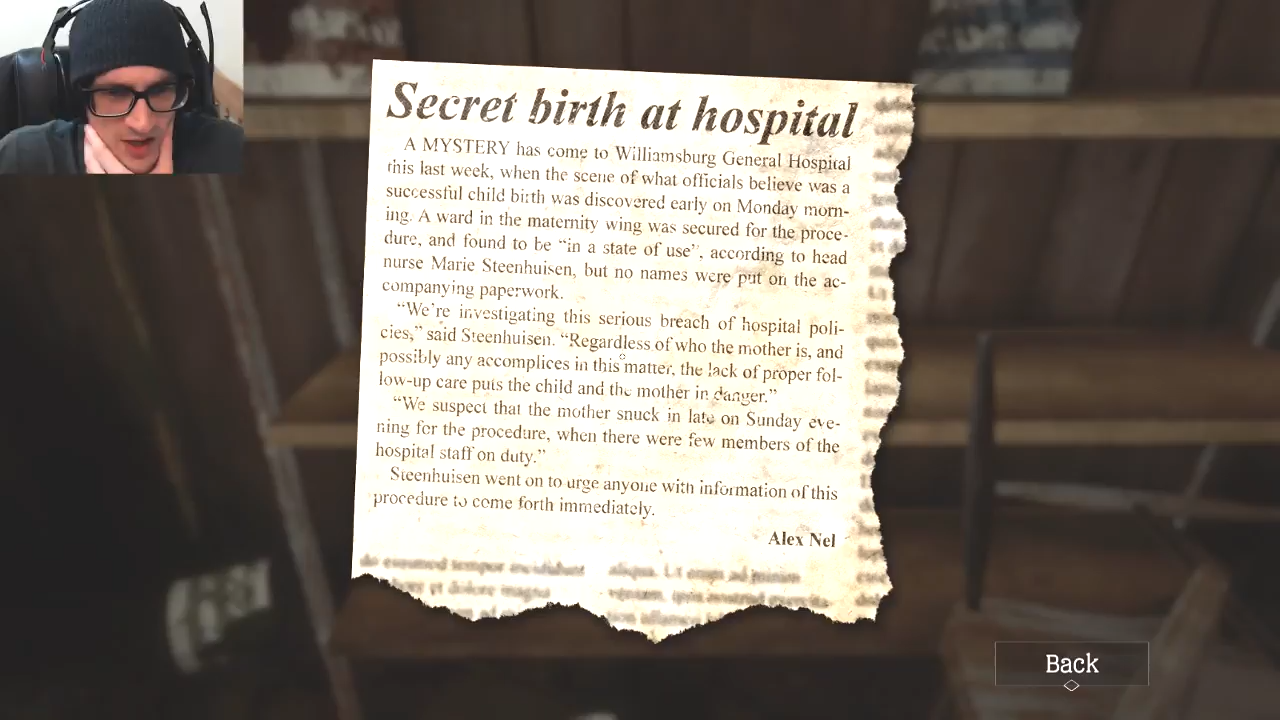 Secret birth at hospital
A MYSTERY has come to Williamsburg General Hospital
this last week, when the scene of what officials believe was a
successful child birth was discovered early on Monday morn-
ing. A ward in the maternity wing was secured for the proce-
dure, and found to be “in a state of use”, according to head
nurse Marie Steenhuisen, but no names were put on the ac-
companying paperwork.
“We’re investigating this serious breach of hospital poli-
cies,” said Steenhuisen. “Regardless of who the mother is, and
possibly any accomplices in this matter, the lack of proper fol-
low-up care puts the child and the mother in danger.”
“We suspect that the mother snuck in late on Sunday eve-
ning for the procedure, when there were few members of the
hospital staff on duty.”
Steenhuisen went on to urge anyone with information of this
procedure to come forth immediately.
Alex Nel
Back